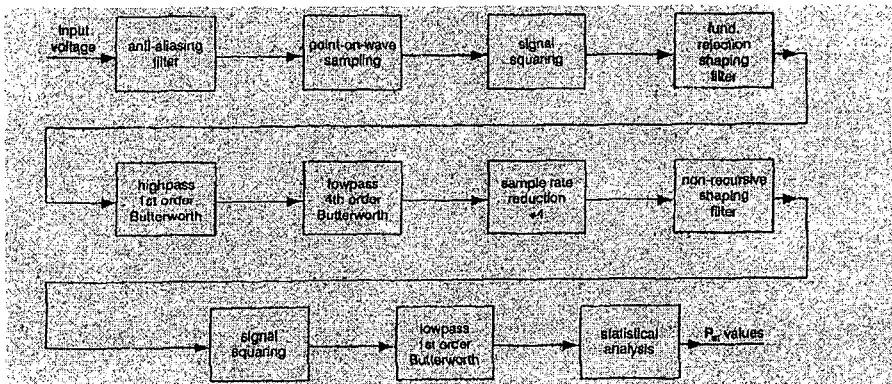 input
voltage
anti-aliasing
filter
point-on-wave
sampling
signal
squaring
fund.
rejection
shaping
filter
highpass
1st order
Butterworth
lowpass
4th order
Butterworth
sample rate
reduction
÷4
non-recursive
shaping
filter
signal
squaring
lowpass
1st order
Butterworth
statistical
analysis
Pst values